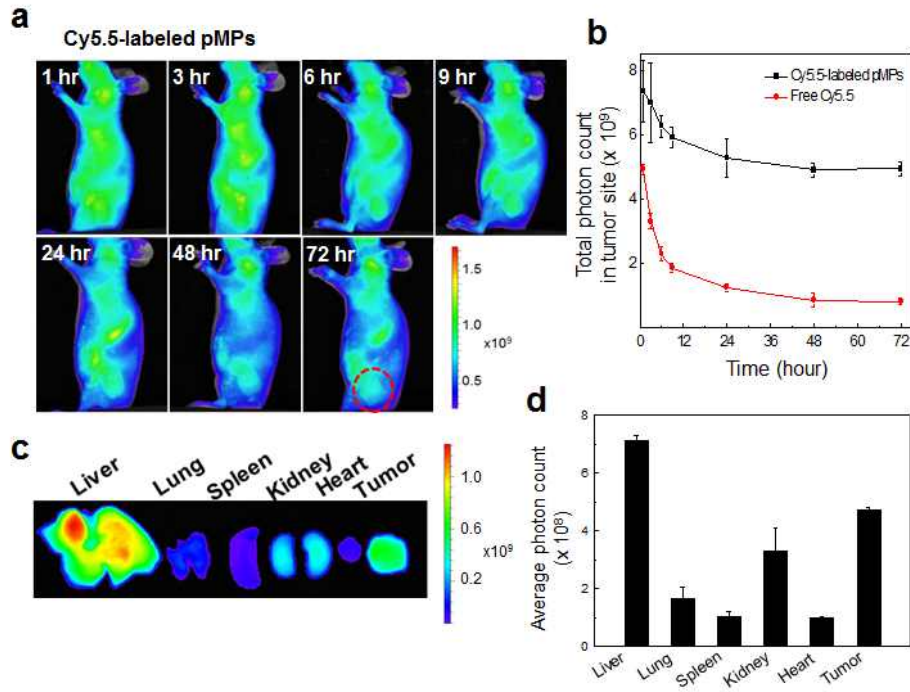 a
Cy5.5-labeled pMPs
1 hr
3 hr
6 hr
9 hr
24 hr
48 hr
72 hr
1.5
1.0
x10⁹
0.5
b
Total photon count
in tumor site (x 10⁹)
8
6
4
2
Cy5.5-labeled pMPs
Free Cy5.5
0 12 24 36 48 60 72
Time (hour)
c
Liver
Lung
Spleen
Kidney
Heart
Tumor
1.0
0.6
x10⁹
0.2
d
Average photon count
(x 10⁸)
8
6
4
2
0
Liver
Lung
Spleen
Kidney
Heart
Tumor